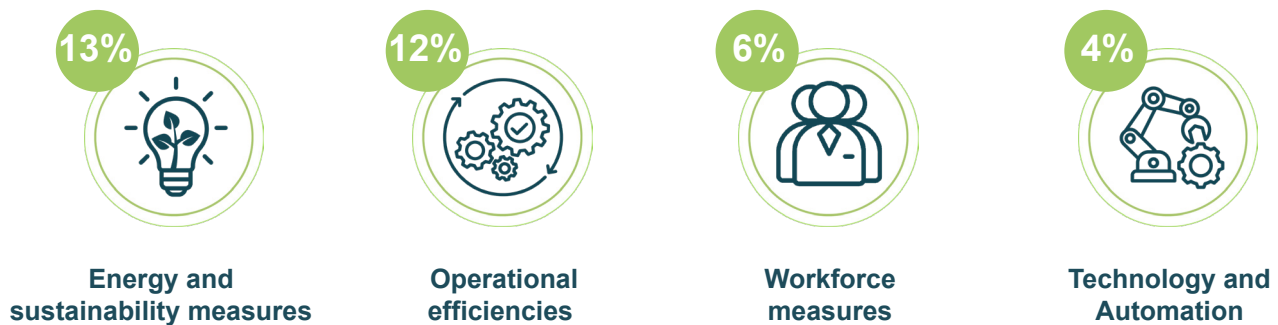 13%
12%
6%
4%
Energy and
sustainability measures
Operational
efficiencies
Workforce
measures
Technology and
Automation